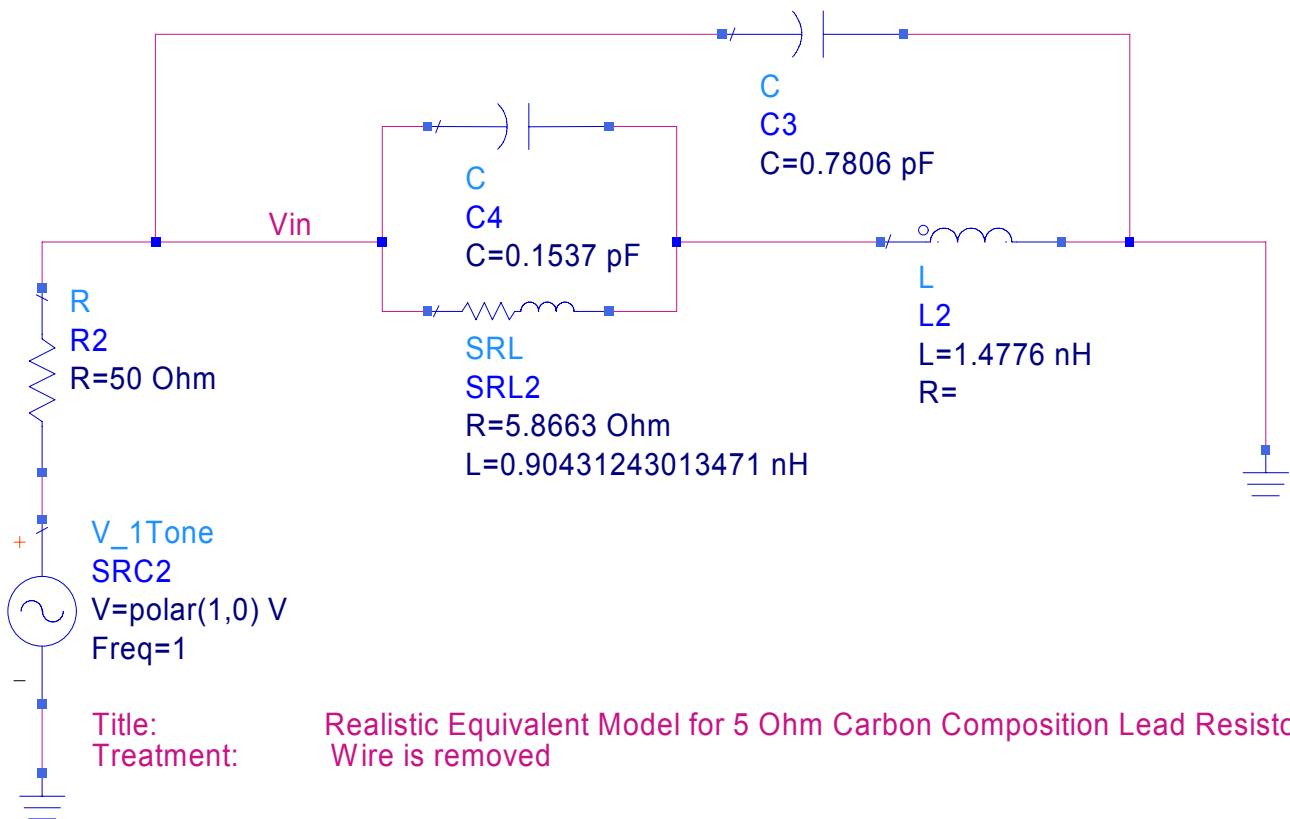 C
C3
C=0.7806 pF
C
C4
C=0.1537 pF
Vin
R
R2
R=50 Ohm
SRL
SRL2
R=5.8663 Ohm
L=0.90431243013471 nH
L
L2
L=1.4776 nH
R=
+
V_1Tone
SRC2
V=polar(1,0) V
Freq=1
−
Title: Realistic Equivalent Model for 5 Ohm Carbon Composition Lead Resisto
Treatment: Wire is removed